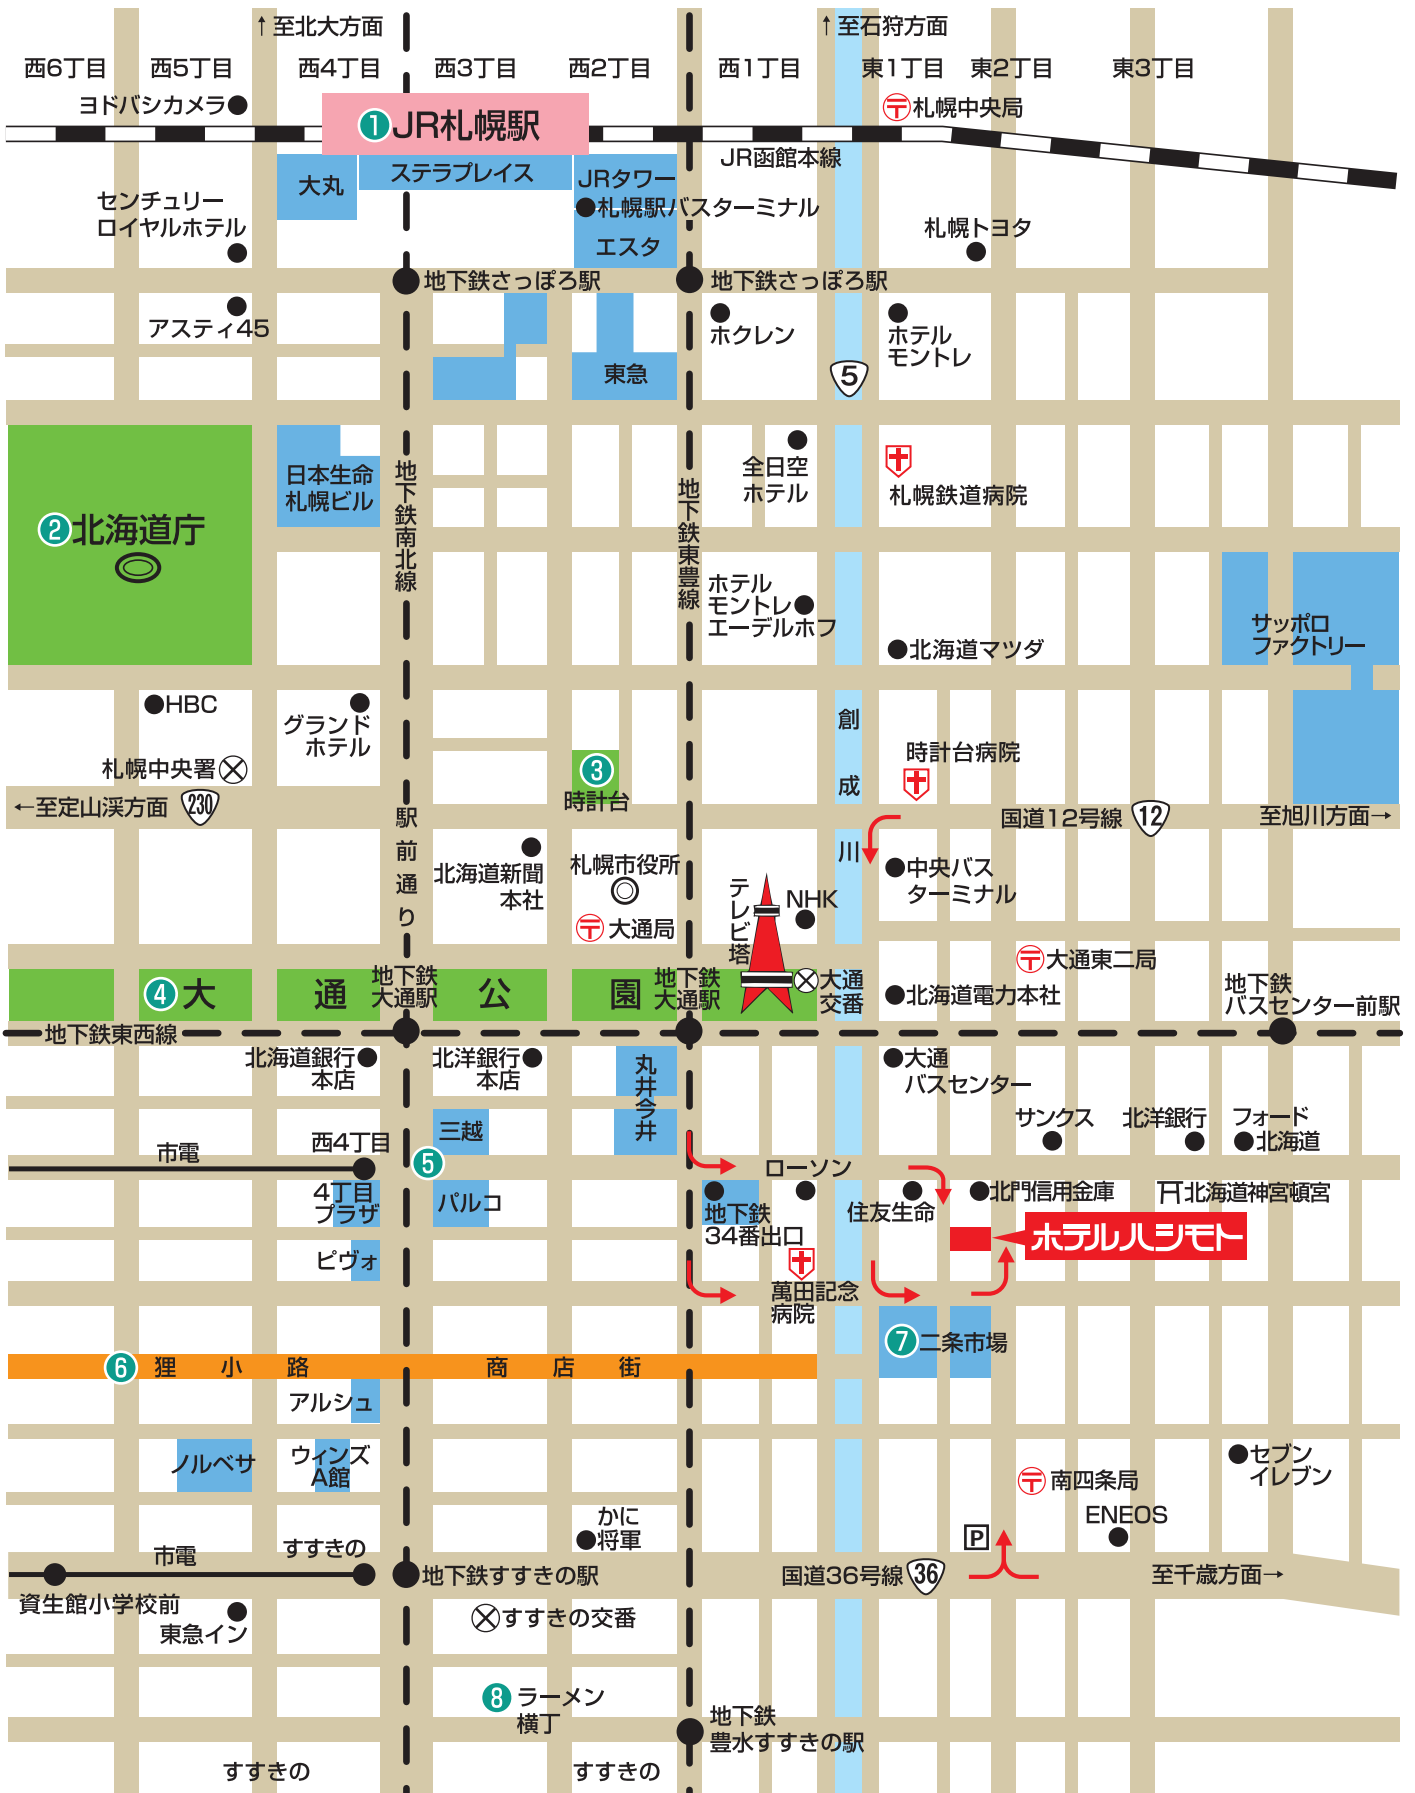 ↑至北大方面
↑至石狩方面
西6丁目
西5丁目
西4丁目
西3丁目
西2丁目
西1丁目
東1丁目
東2丁目
東3丁目
ヨドバシカメラ
1 JR札幌駅
札幌中央局
JR函館本線
大丸
ステラプレイス
JRタワー
札幌駅バスターミナル
エスタ
センチュリー
ロイヤルホテル
札幌トヨタ
地下鉄さっぽろ駅
地下鉄さっぽろ駅
アスティ45
ホクレン
ホテル
モントレ
東急
5
日本生命
札幌ビル
地下鉄南北線
地下鉄東豊線
全日空
ホテル
札幌鉄道病院
2 北海道庁
ホテル
モントレ
エーデルホフ
北海道マツダ
サッポロ
ファクトリー
HBC
グランド
ホテル
創成川
札幌中央署
3
時計台
時計台病院
←至定山渓方面
230
駅前通り
国道12号線
12
至旭川方面→
北海道新聞
本社
札幌市役所
大通局
テレビ塔
NHK
中央バス
ターミナル
大通東二局
4 大通公園
地下鉄
大通駅
地下鉄
大通駅
大通
交番
北海道電力本社
地下鉄
バスセンター前駅
地下鉄東西線
北海道銀行
本店
北洋銀行
本店
丸井今井
大通
バスセンター
三越
サンクス
北洋銀行
フォード
北海道
市電
西4丁目
5
ローソン
4丁目
プラザ
パルコ
地下鉄
34番出口
住友生命
北門信用金庫
北海道神宮頓宮
ホテルハシモト
ピヴォ
萬田記念
病院
7 二条市場
6 狸小路商店街
アルシュ
ノルベサ
ウィンズ
A館
セブン
イレブン
南四条局
ENEOS
かに
将軍
P
市電
すすきの
地下鉄すすきの駅
国道36号線
36
至千歳方面→
資生館小学校前
東急イン
すすきの交番
8 ラーメン
横丁
地下鉄
豊水すすきの駅
すすきの
すすきの